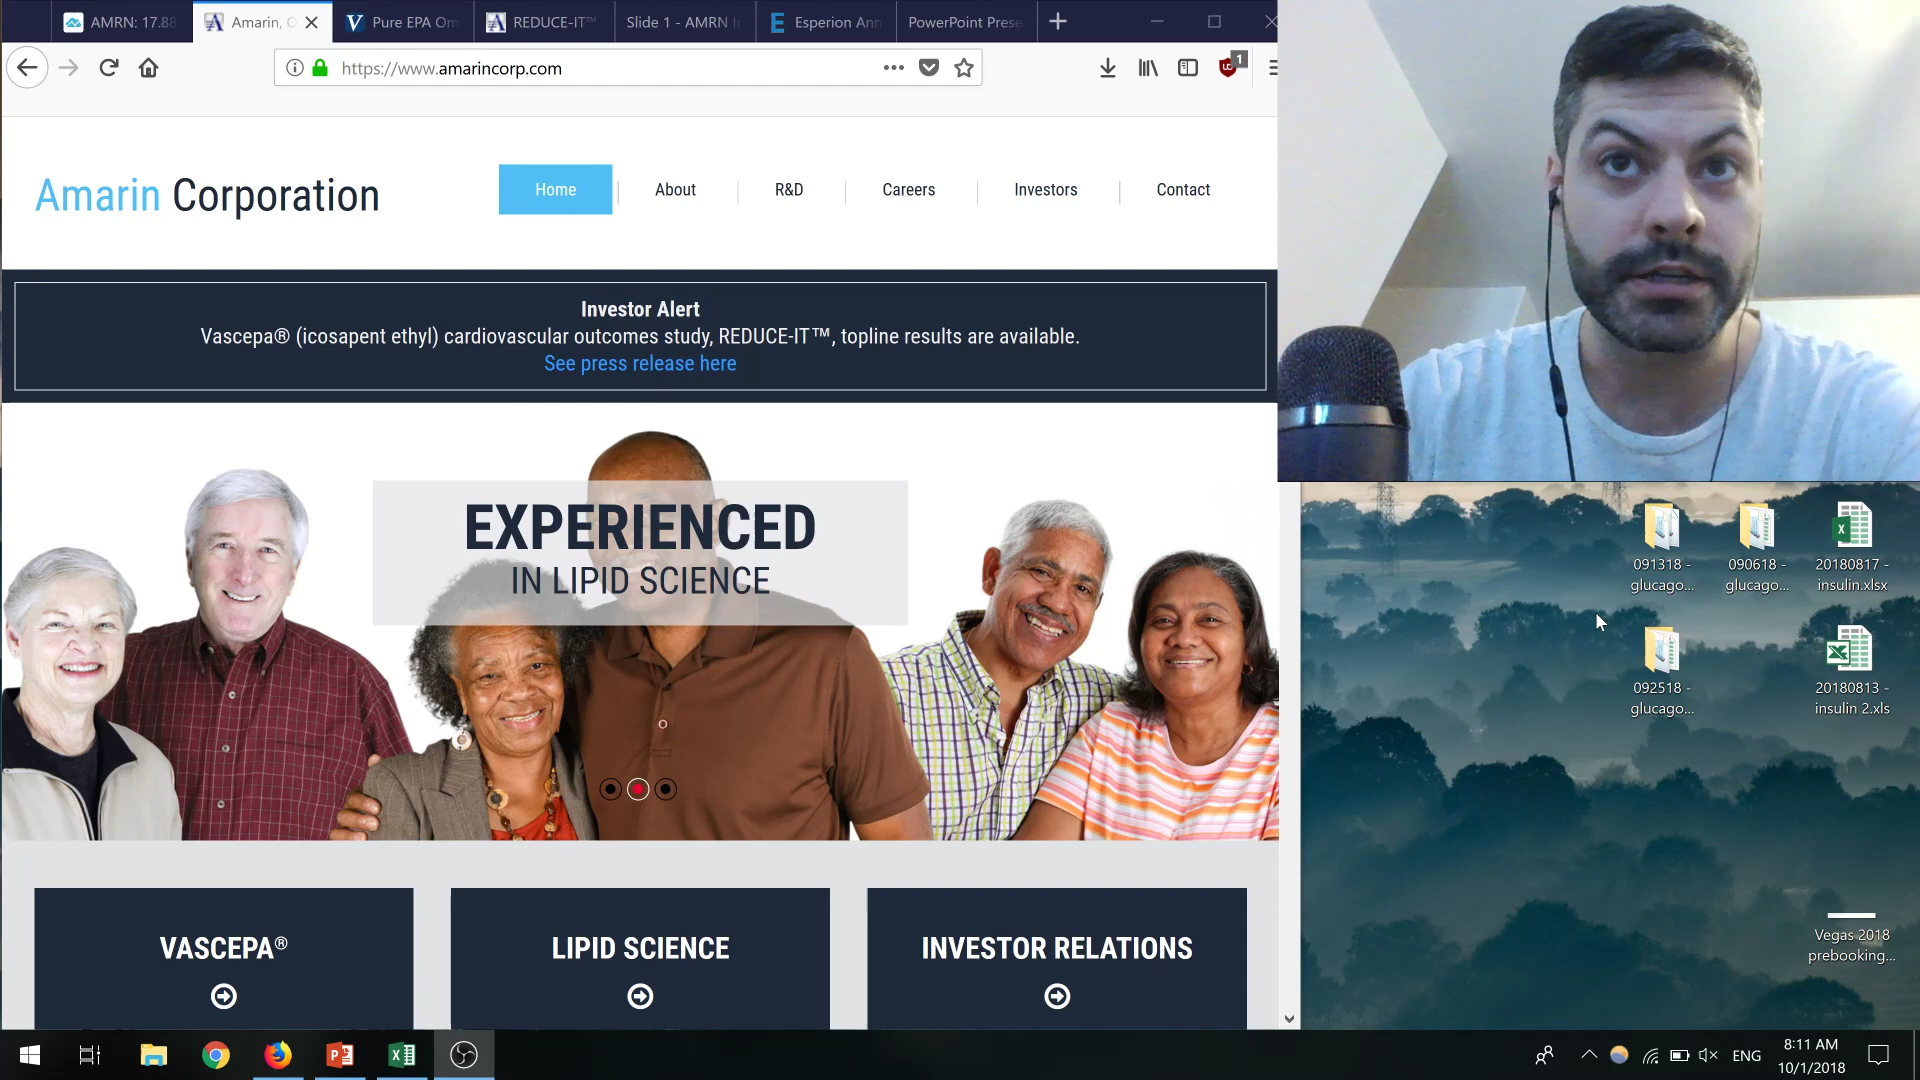 AMRN: 17.88
Amarin, C
Pure EPA Om
REDUCE-IT™
Slide 1 - AMRN I
Esperion Ann
PowerPoint Prese
https://www.amarincorp.com
1
Amarin Corporation
Home
About
R&D
Careers
Investors
Contact
Investor Alert
Vascepa® (icosapent ethyl) cardiovascular outcomes study, REDUCE-IT™, topline results are available.
See press release here
EXPERIENCED
IN LIPID SCIENCE
VASCEPA®
LIPID SCIENCE
INVESTOR RELATIONS
091318 -
glucago...
090618 -
glucago...
20180817 -
insulin.xlsx
092518 -
glucago...
20180813 -
insulin 2.xls
Vegas 2018
prebooking...
ENG
8:11 AM
10/1/2018